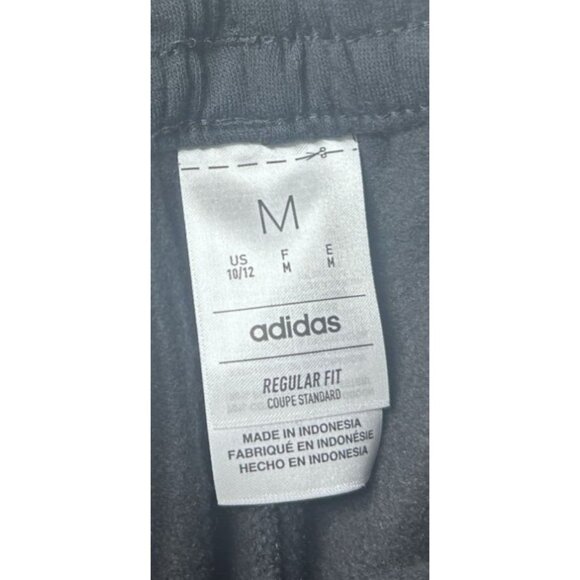 M
US F E
10/12 M M
adidas
REGULAR FIT
COUPE STANDARD
MADE IN INDONESIA
FABRIQUÉ EN INDONÉSIE
HECHO EN INDONESIA